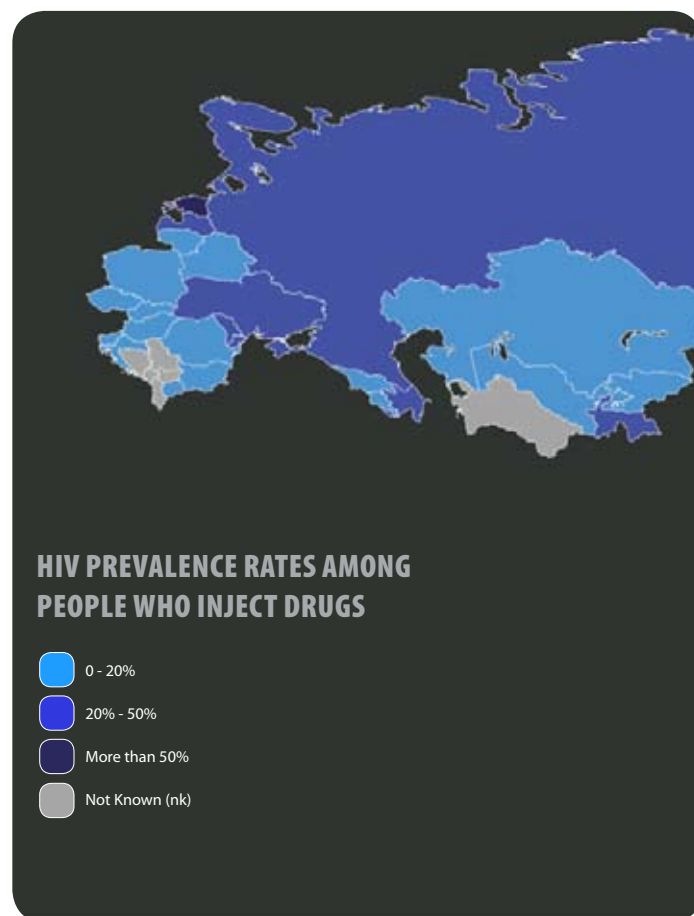 HIV PREVALENCE RATES AMONG
PEOPLE WHO INJECT DRUGS
0 - 20%
20% - 50%
More than 50%
Not Known (nk)